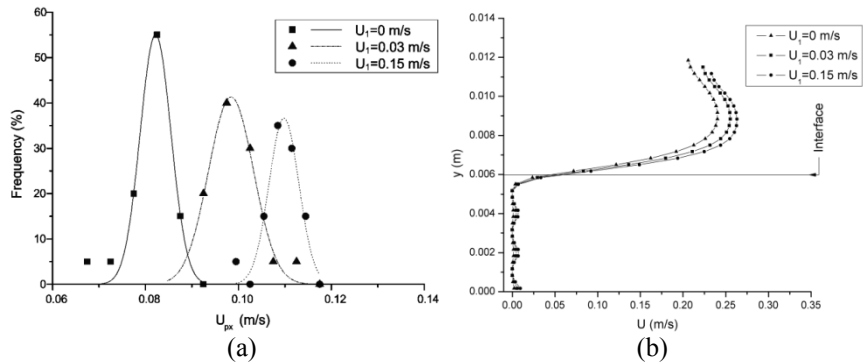 60
50
40
30
20
10
0
Frequency (%)
U1=0 m/s
U1=0.03 m/s
U1=0.15 m/s
0.06
0.08
0.10
0.12
0.14
Upx (m/s)
(a)
0.014
0.012
0.010
0.008
0.006
0.004
0.002
0.000
y (m)
U1=0 m/s
U1=0.03 m/s
U1=0.15 m/s
Interface
0.00
0.05
0.10
0.15
0.20
0.25
0.30
0.35
U (m/s)
(b)